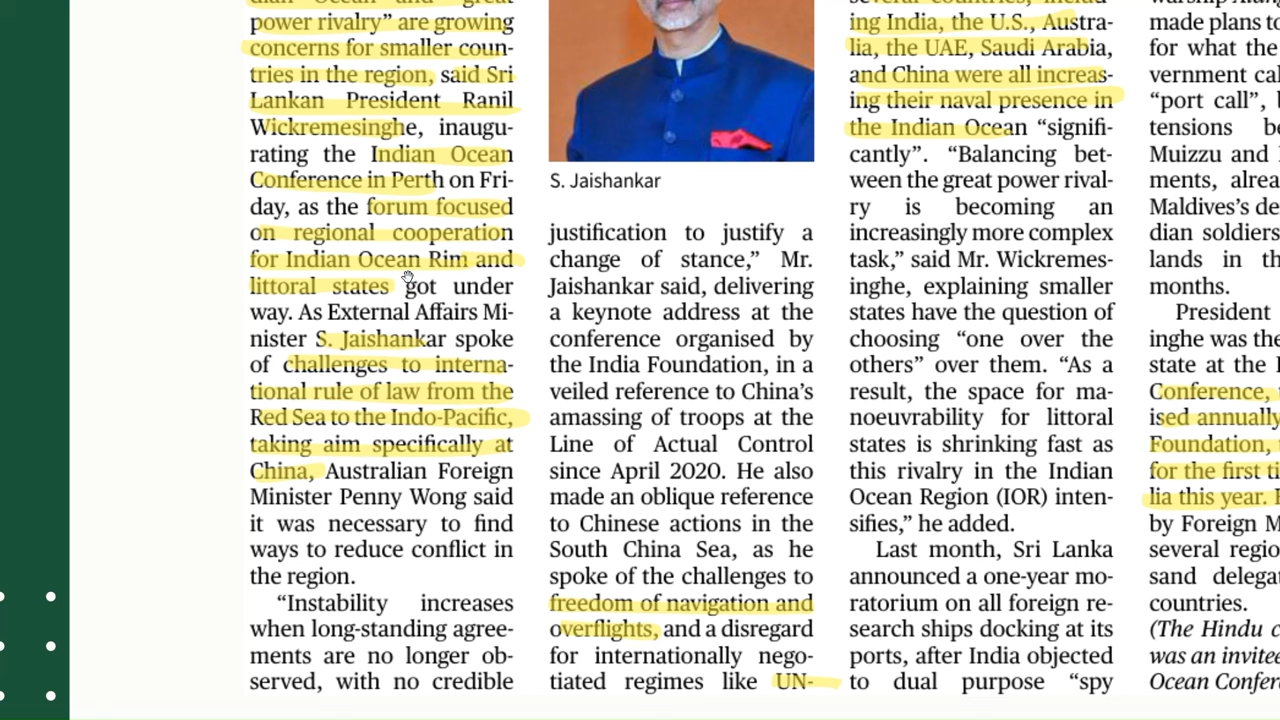 dian Ocean and "great
power rivalry" are growing
concerns for smaller coun-
tries in the region, said Sri
Lankan President Ranil
Wickremesinghe, inaugu-
rating the Indian Ocean
Conference in Perth on Fri-
day, as the forum focused
on regional cooperation
for Indian Ocean Rim and
littoral states got under
way. As External Affairs Mi-
nister S. Jaishankar spoke
of challenges to interna-
tional rule of law from the
Red Sea to the Indo-Pacific,
taking aim specifically at
China, Australian Foreign
Minister Penny Wong said
it was necessary to find
ways to reduce conflict in
the region.
“Instability increases
when long-standing agree-
ments are no longer ob-
served, with no credible
S. Jaishankar
justification to justify a
change of stance,” Mr.
Jaishankar said, delivering
a keynote address at the
conference organised by
the India Foundation, in a
veiled reference to China’s
amassing of troops at the
Line of Actual Control
since April 2020. He also
made an oblique reference
to Chinese actions in the
South China Sea, as he
spoke of the challenges to
freedom of navigation and
overflights, and a disregard
for internationally nego-
tiated regimes like UN-
several countries, includ-
ing India, the U.S., Austra-
lia, the UAE, Saudi Arabia,
and China were all increas-
ing their naval presence in
the Indian Ocean “signifi-
cantly”. “Balancing bet-
ween the great power rival-
ry is becoming an
increasingly more complex
task,” said Mr. Wickremes-
inghe, explaining smaller
states have the question of
choosing “one over the
others” over them. “As a
result, the space for ma-
noeuvrability for littoral
states is shrinking fast as
this rivalry in the Indian
Ocean Region (IOR) inten-
sifies,” he added.
Last month, Sri Lanka
announced a one-year mo-
ratorium on all foreign re-
search ships docking at its
ports, after India objected
to dual purpose “spy
made plans to
for what the
vernment cal
“port call”,
tensions be
Muizzu and
ments, alrea
Maldives’s de
dian soldiers
lands in th
months.
President
inghe was the
state at the
Conference,
ised annually
Foundation,
for the first ti
lia this year.
by Foreign M
several regio
sand delegat
countries.
(The Hindu c
was an invitee
Ocean Confer